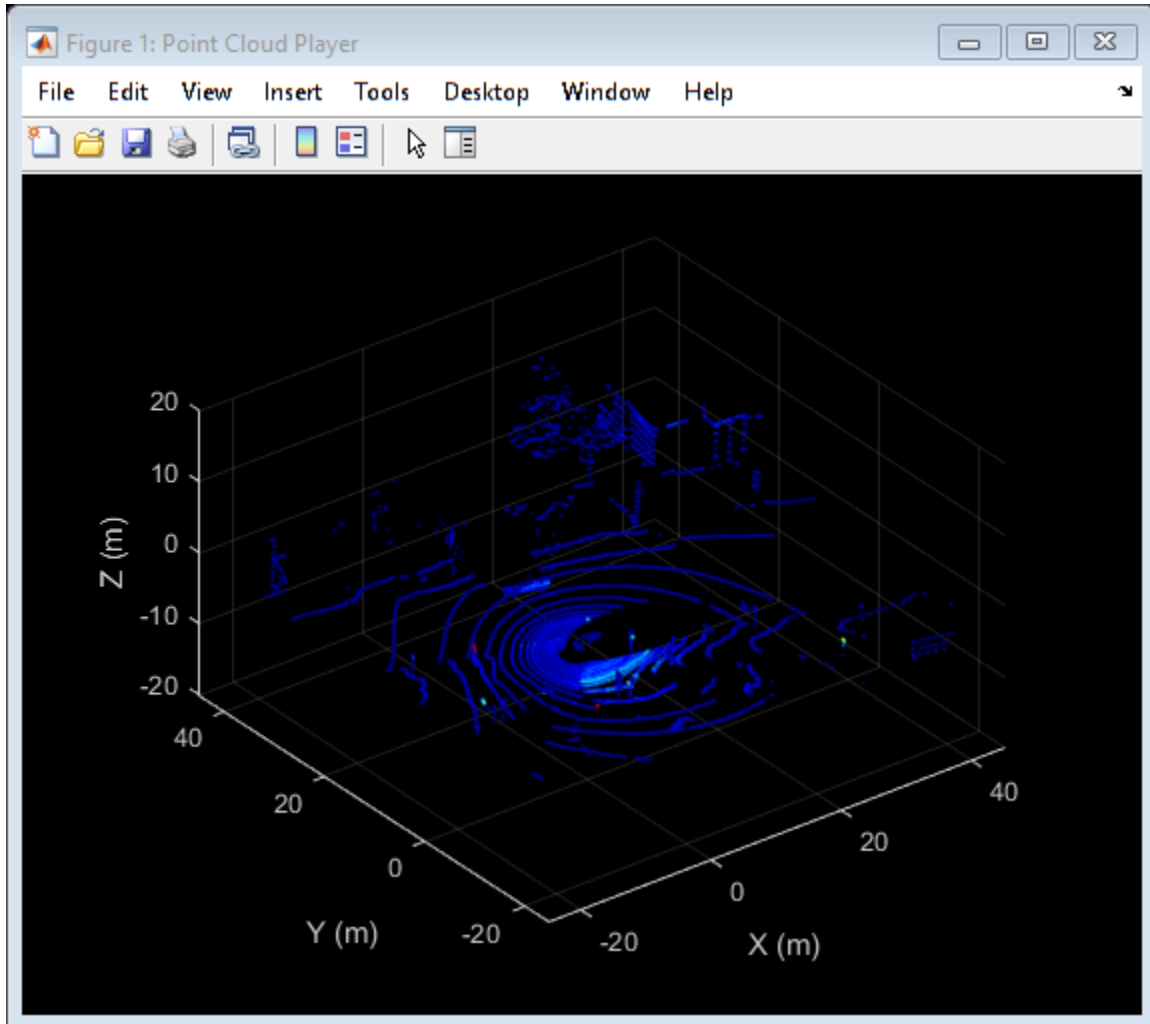 Figure 1: Point Cloud Player
File Edit View Insert Tools Desktop Window Help
20
10
0
-10
-20
Z (m)
40
20
0
-20
Y (m)
-20
0
20
40
X (m)